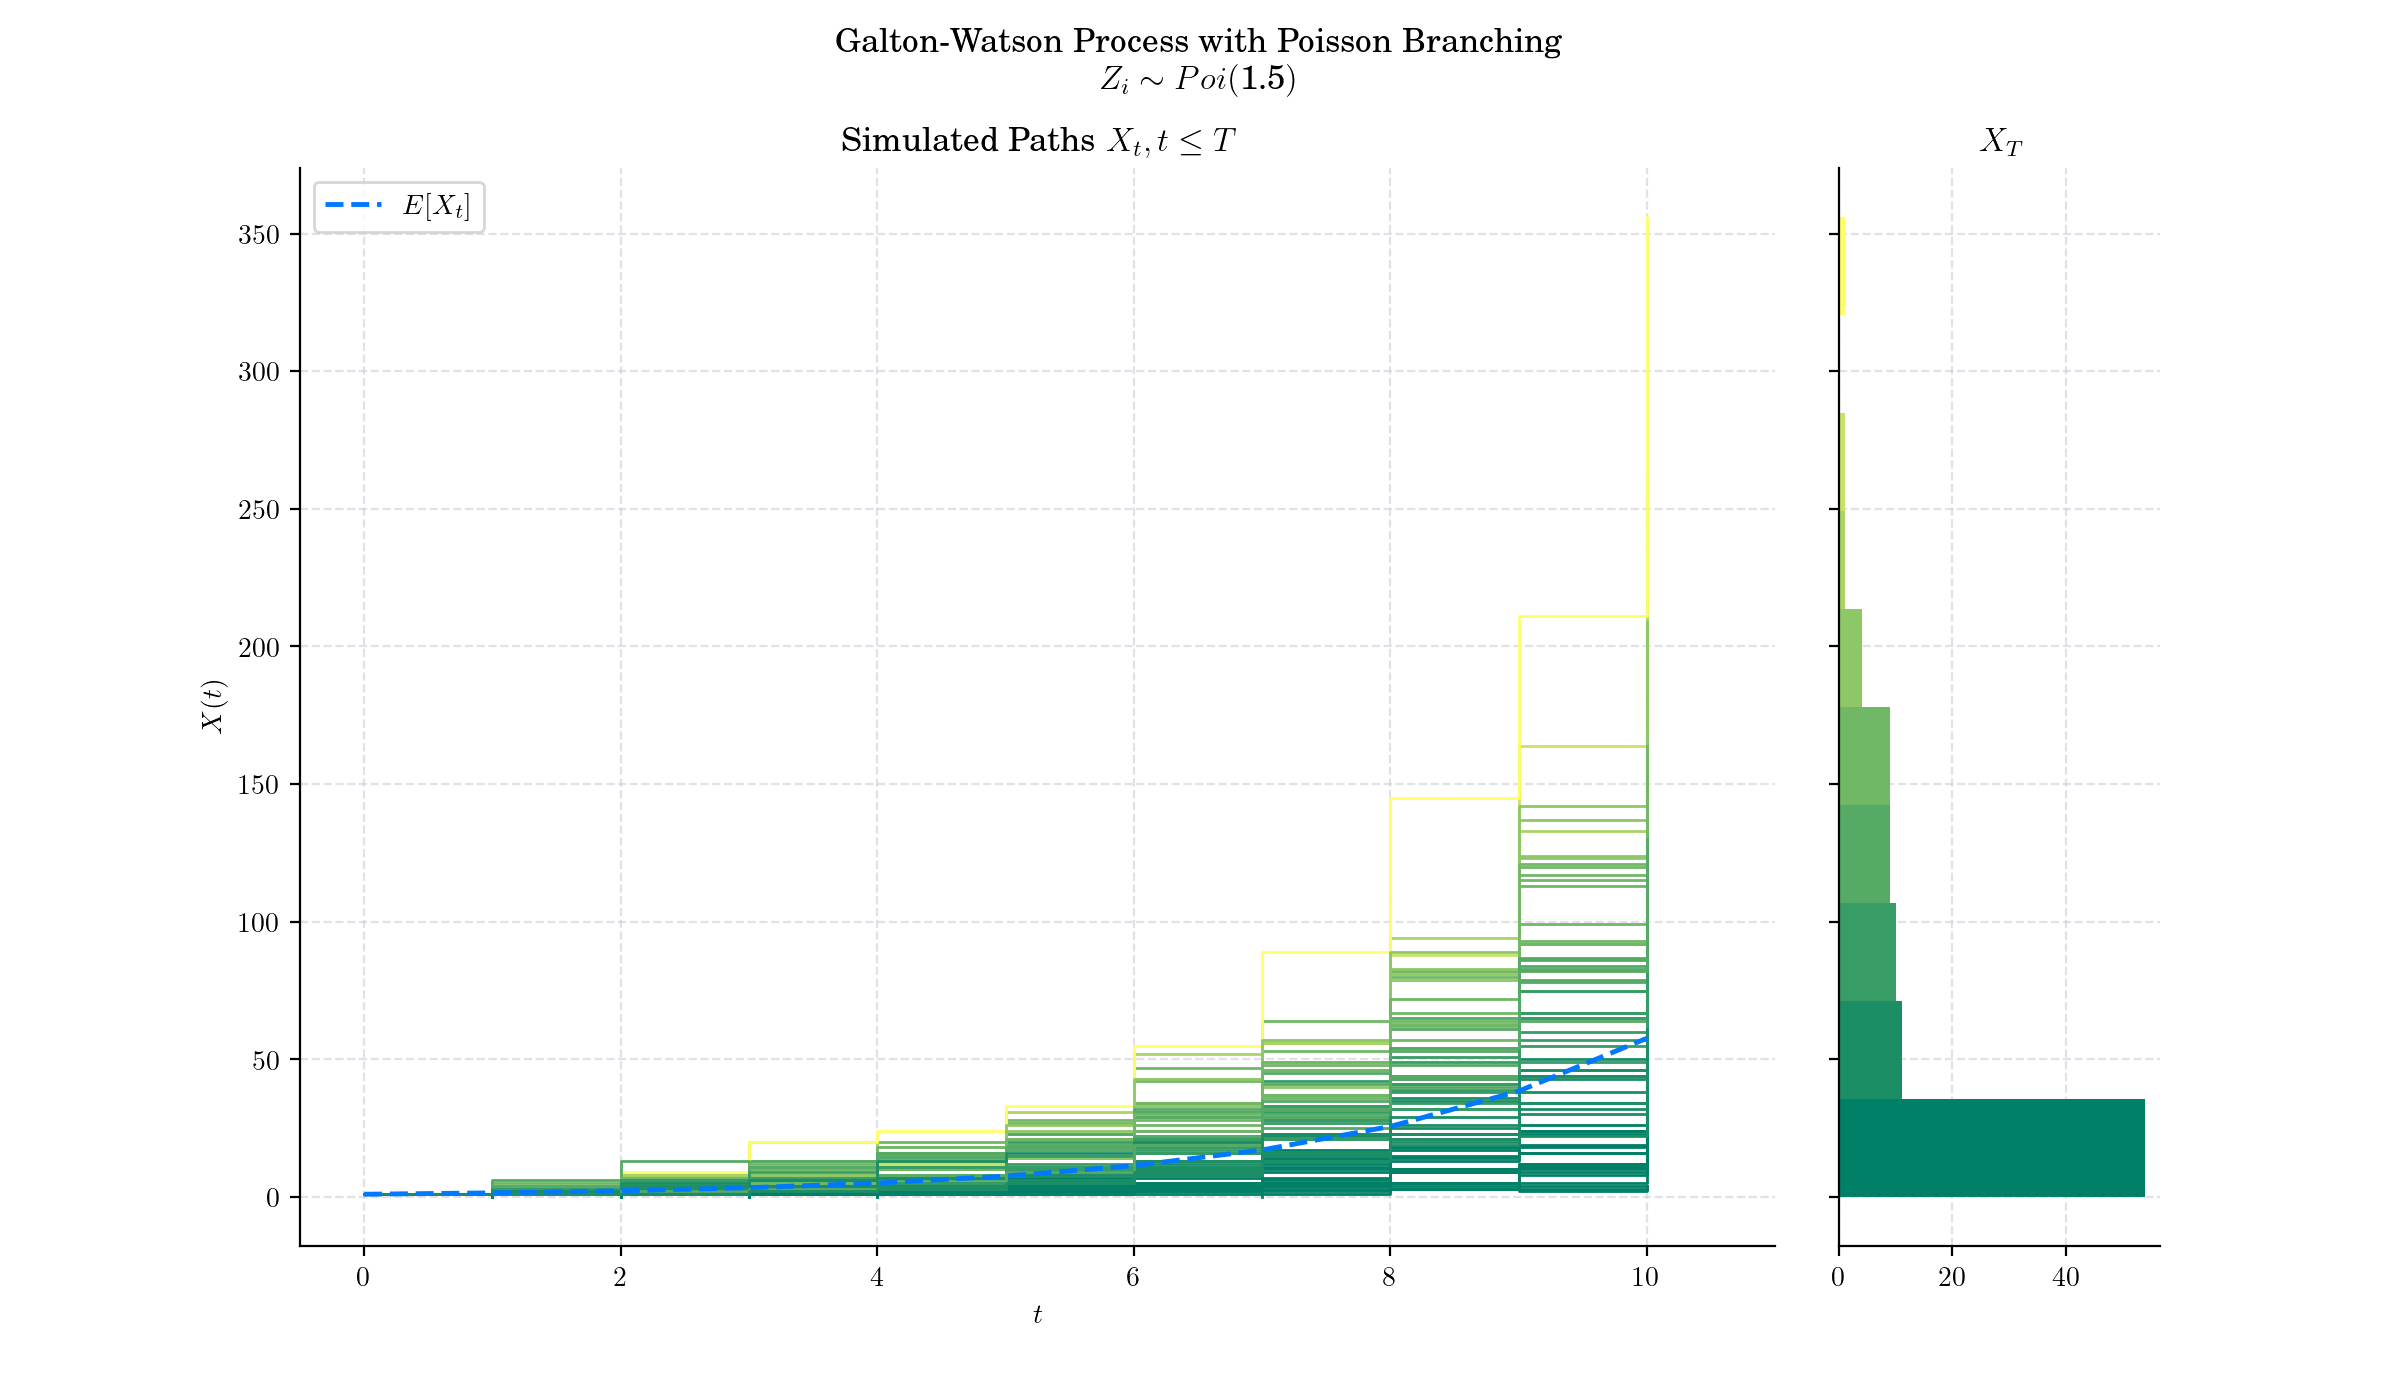 Galton-Watson Process with Poisson Branching
Z_i ∼ Poi(1.5)
Simulated Paths X_t, t ≤ T
X_T
E[X_t]
350
300
250
200
150
100
50
0
X(t)
0 2 4 6 8 10
t
0 20 40